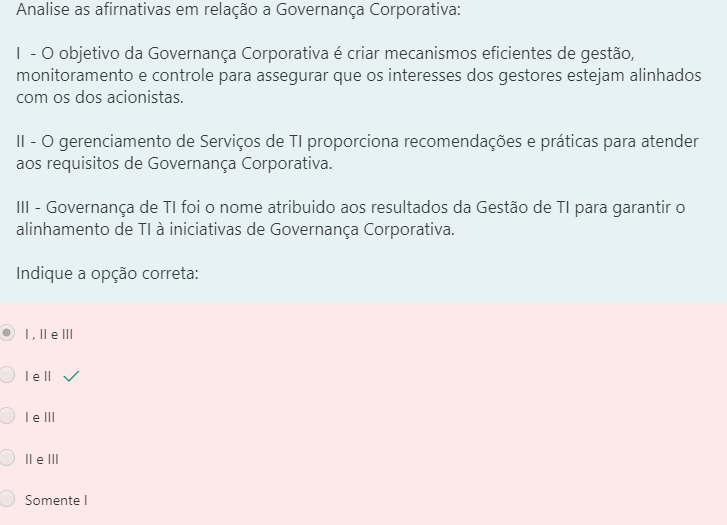 Analise as afirnativas em relação a Governança Corporativa:
I - O objetivo da Governança Corporativa é criar mecanismos eficientes de gestão,
monitoramento e controle para assegurar que os interesses dos gestores estejam alinhados
com os dos acionistas.
II - O gerenciamento de Serviços de TI proporciona recomendações e práticas para atender
aos requisitos de Governança Corporativa.
III - Governança de TI foi o nome atribuido aos resultados da Gestão de TI para garantir o
alinhamento de TI à iniciativas de Governança Corporativa.
Indique a opção correta:
I , II e III
I e II
I e III
II e III
Somente I